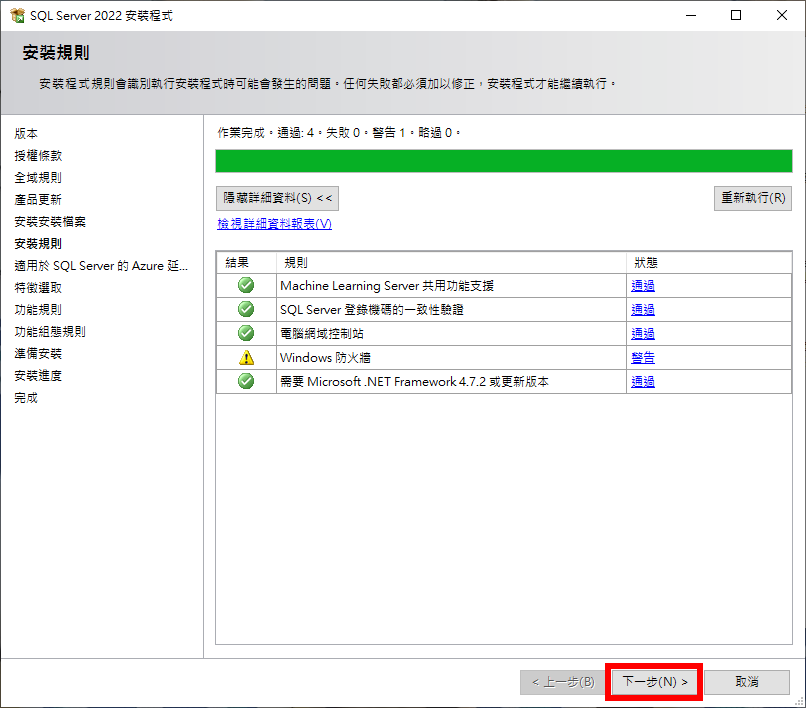 SQL Server 2022 安裝程式
安裝規則
安裝程式規則會識別執行安裝程式時可能會發生的問題。任何失敗都必須加以修正，安裝程式才能繼續執行。
版本
授權條款
全域規則
產品更新
安裝安裝檔案
安裝規則
適用於 SQL Server 的 Azure 延...
特徵選取
功能規則
功能組態規則
準備安裝
安裝進度
完成
作業完成。通過: 4。失敗 0。警告 1。略過 0。
隱藏詳細資料(S) <<
重新執行(R)
檢視詳細資料報表(V)
結果 規則 狀態
Machine Learning Server 共用功能支援 通過
SQL Server 登錄機碼的一致性驗證 通過
電腦網域控制站 通過
Windows 防火牆 警告
需要 Microsoft .NET Framework 4.7.2 或更新版本 通過
< 上一步(B) 下一步(N) > 取消